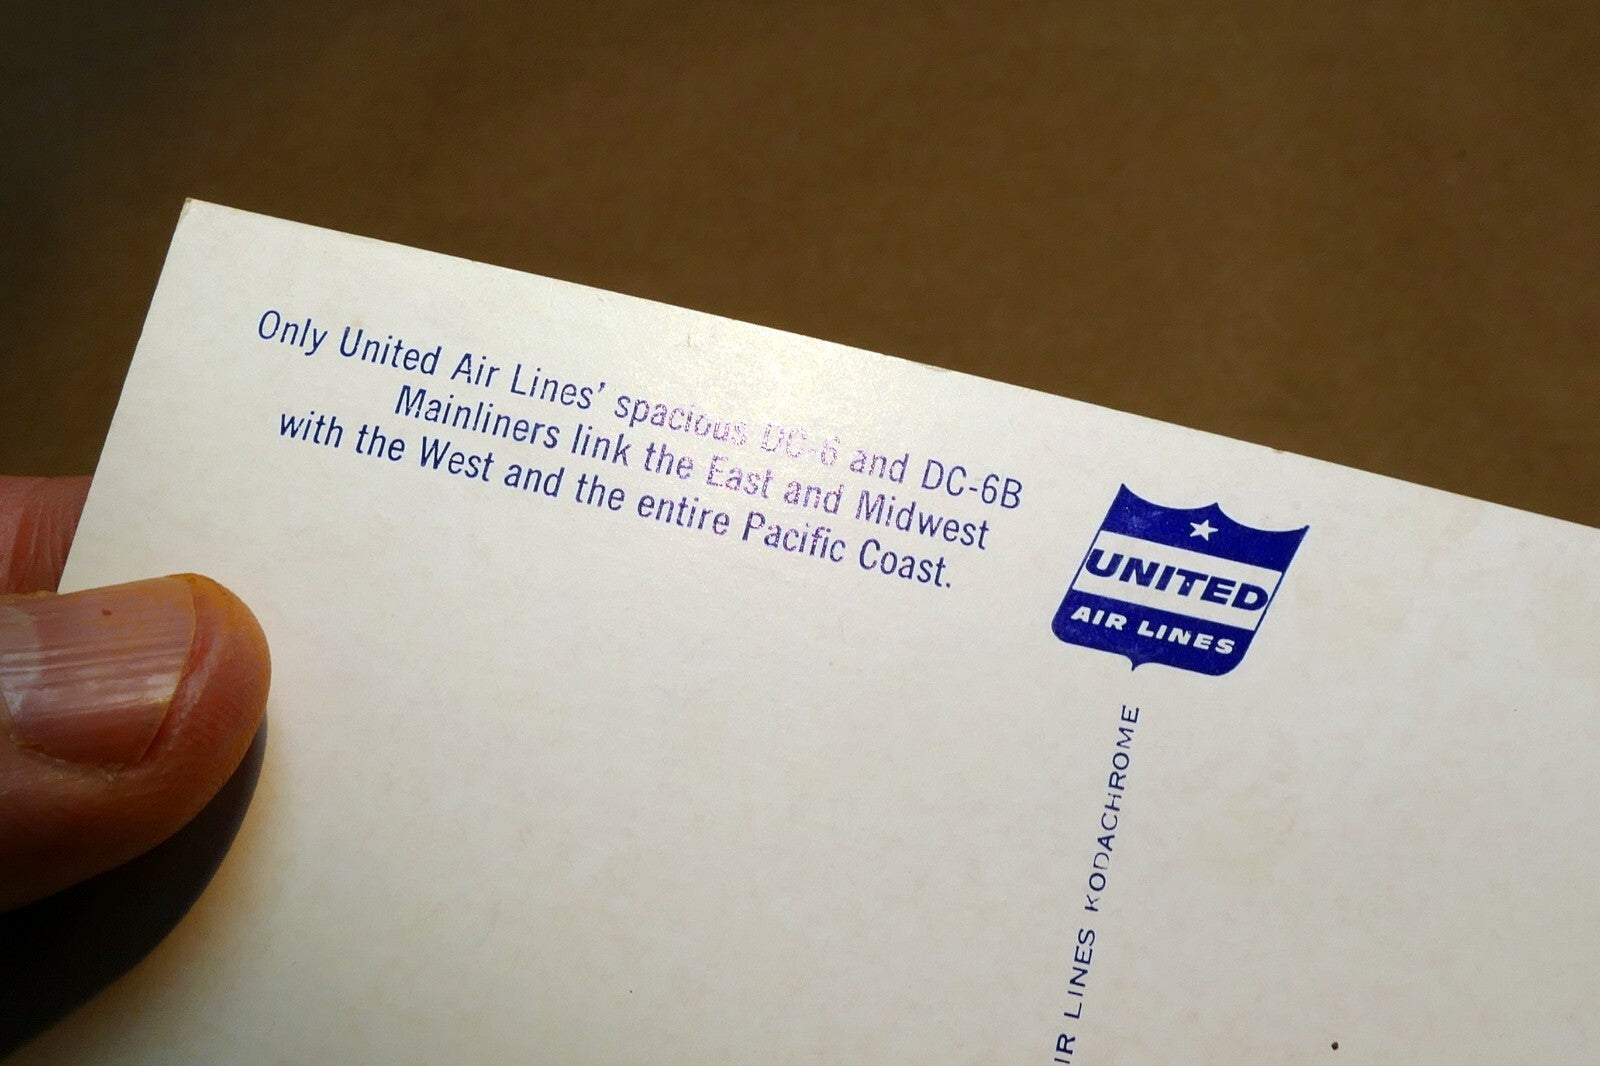 Only United Air Lines’ spacious DC-6 and DC-6B
Mainliners link the East and Midwest
with the West and the entire Pacific Coast.
UNITED
AIR LINES
IR LINES KODACHROME